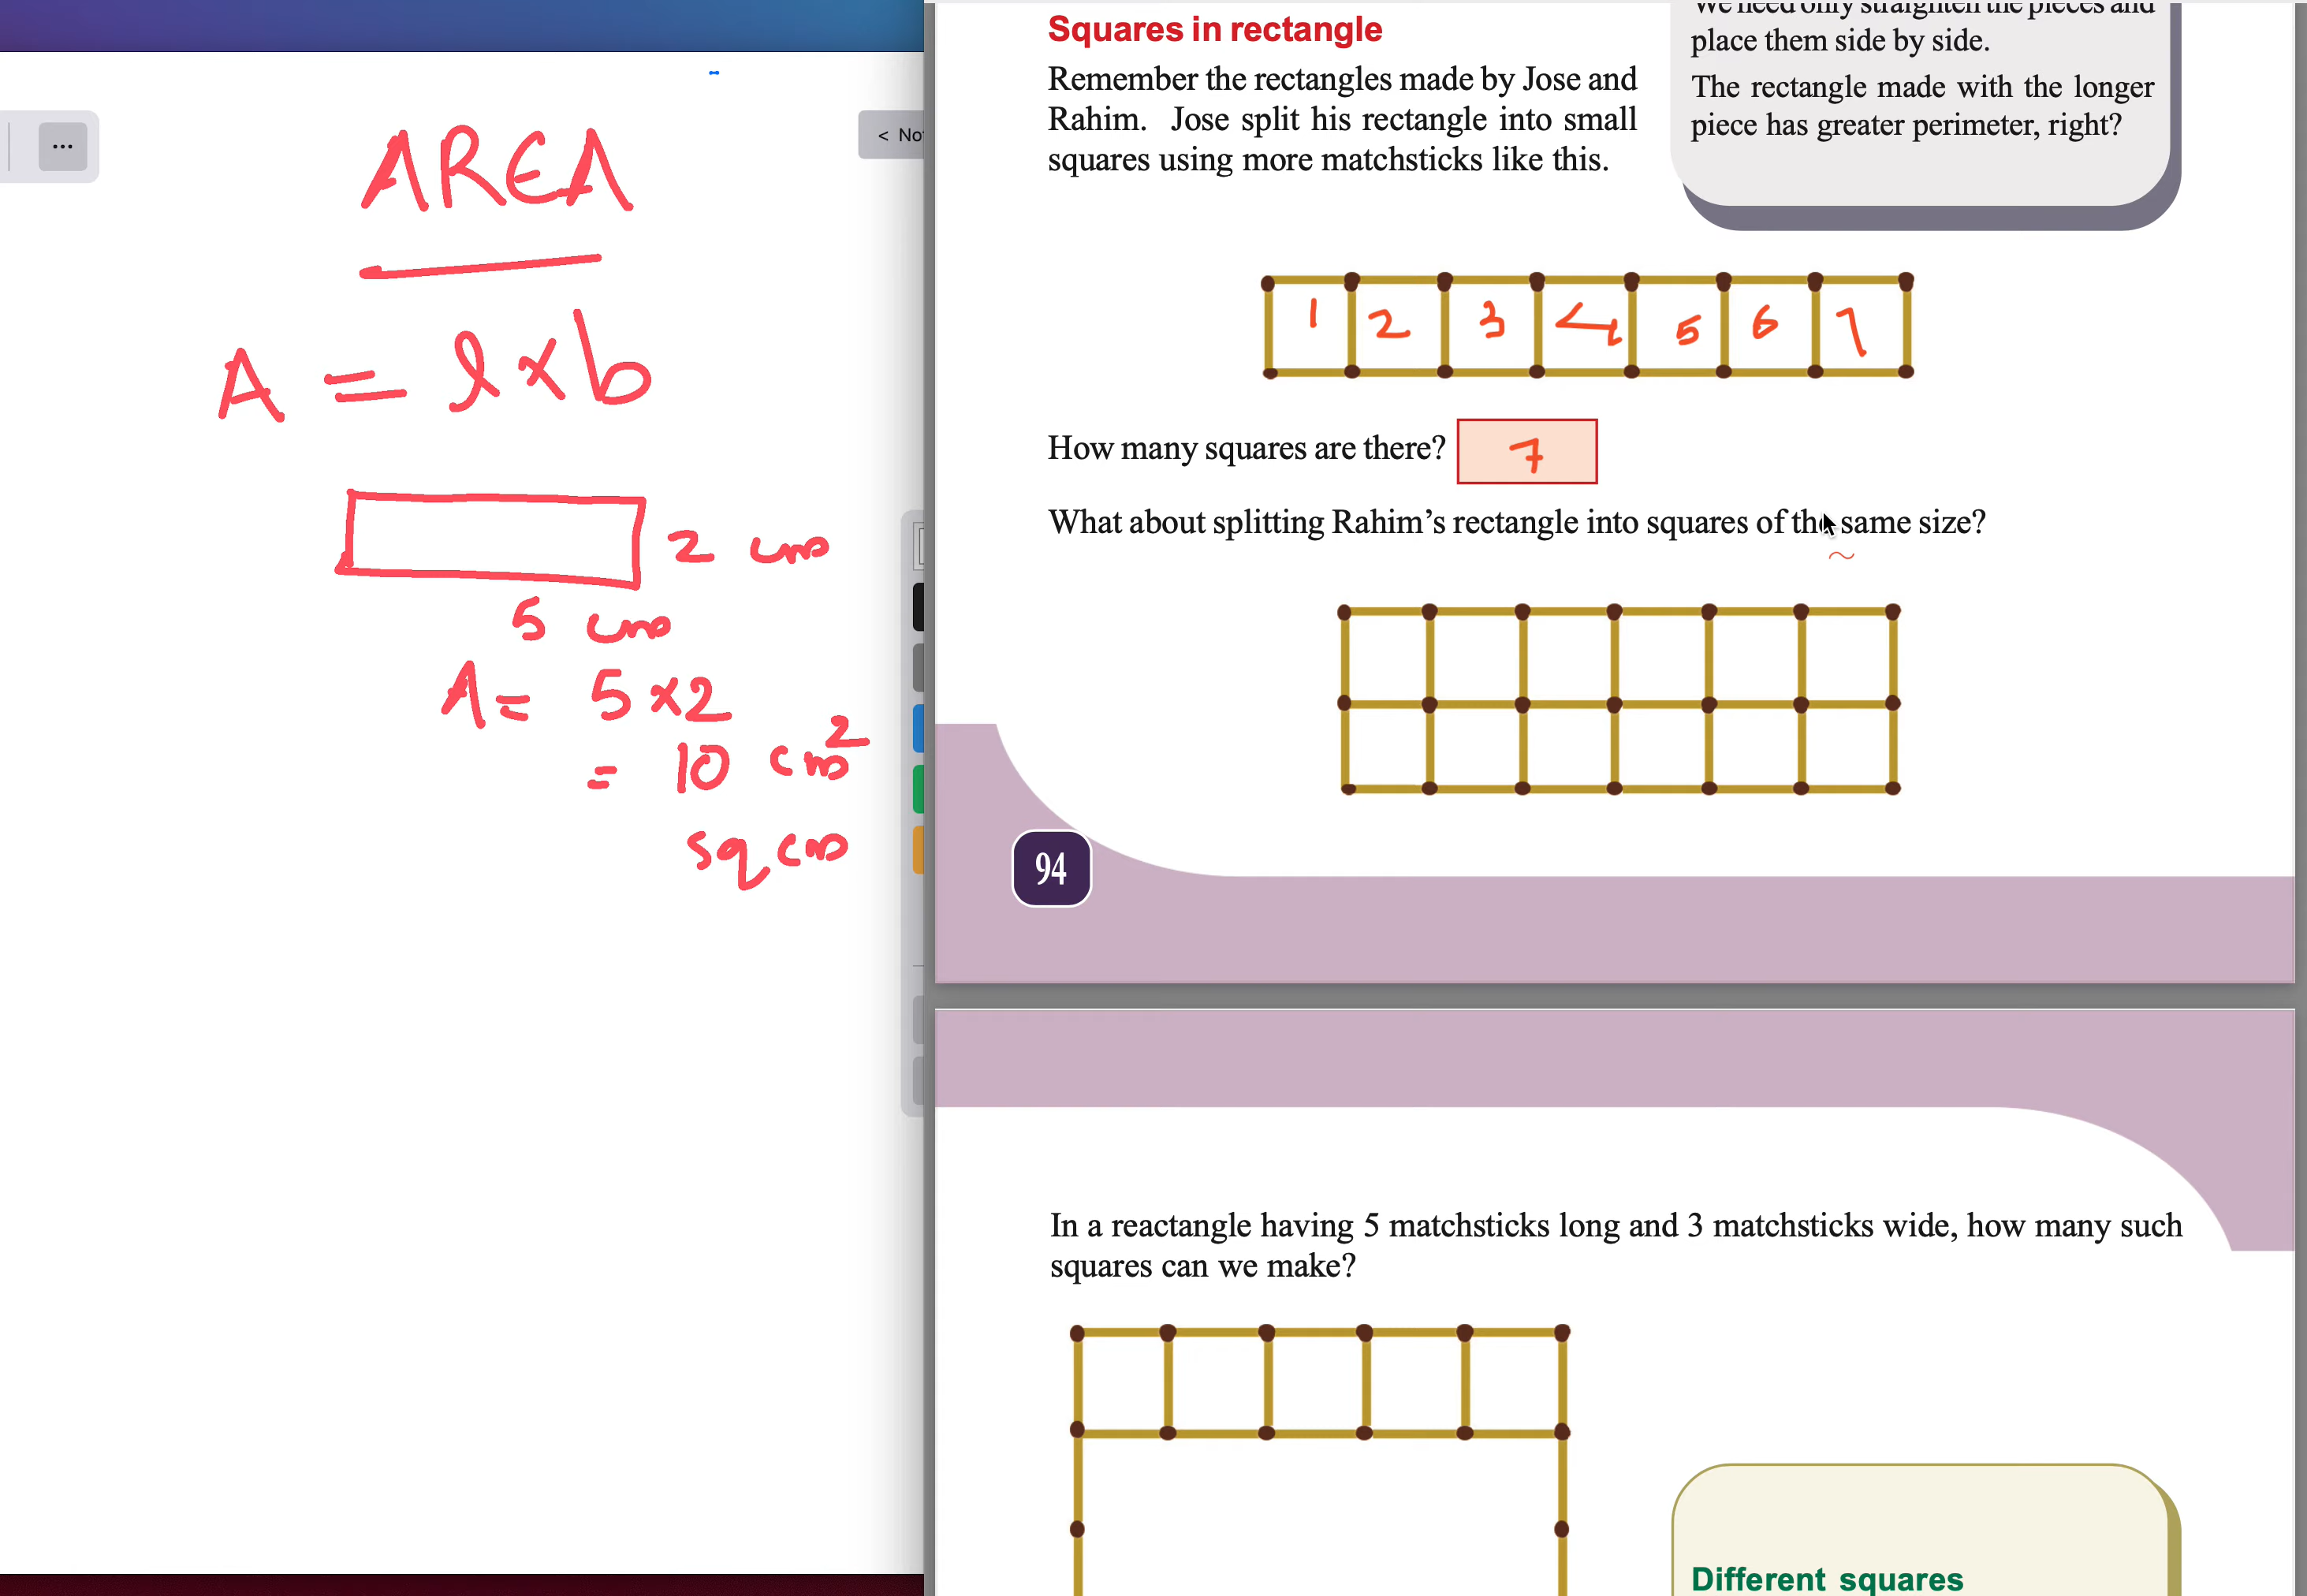 AREA
A = l × b
2 cm
5 cm
A = 5 × 2
= 10 cm²
sq cm
...
< No
Squares in rectangle
Remember the rectangles made by Jose and
Rahim. Jose split his rectangle into small
squares using more matchsticks like this.
We need only straighten the pieces and
place them side by side.
The rectangle made with the longer
piece has greater perimeter, right?
1 2 3 4 5 6 7
How many squares are there? 7
What about splitting Rahim’s rectangle into squares of the same size?
94
In a reactangle having 5 matchsticks long and 3 matchsticks wide, how many such
squares can we make?
Different squares